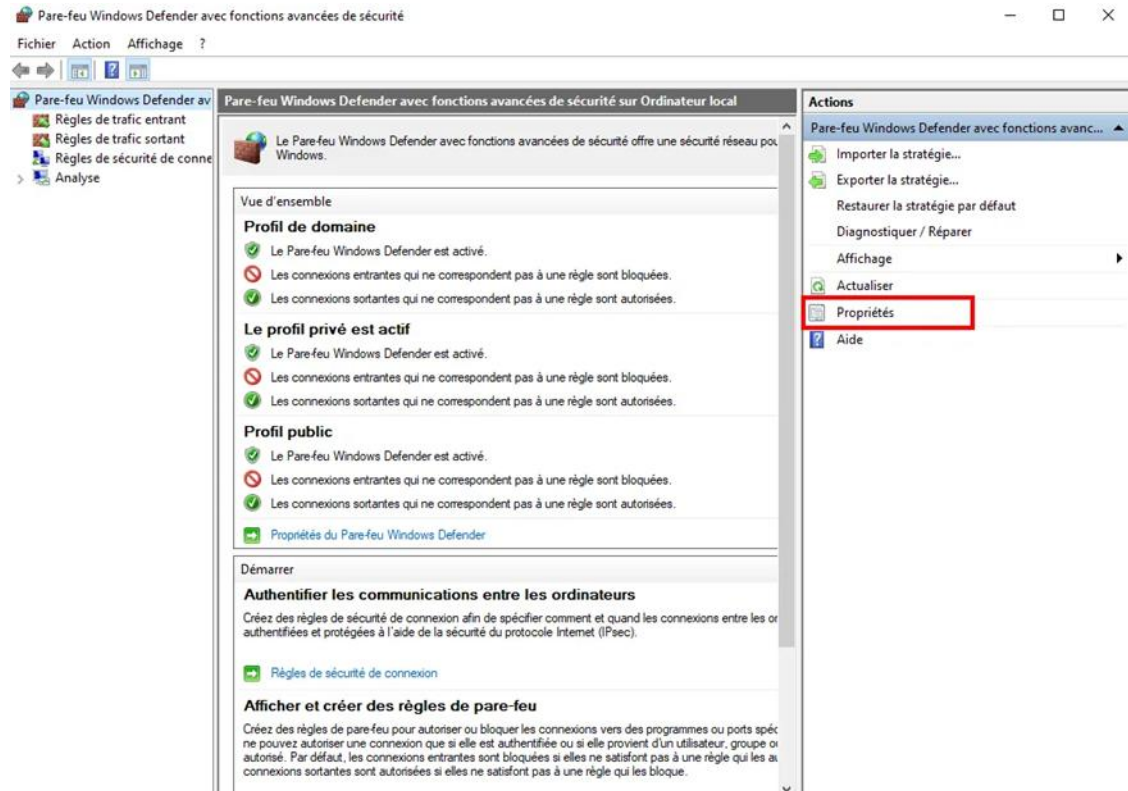 Pare-feu Windows Defender avec fonctions avancées de sécurité
Fichier Action Affichage ?
Pare-feu Windows Defender av
Règles de trafic entrant
Règles de trafic sortant
Règles de sécurité de conne
Analyse
Pare-feu Windows Defender avec fonctions avancées de sécurité sur Ordinateur local
Le Pare-feu Windows Defender avec fonctions avancées de sécurité offre une sécurité réseau pou
Windows.
Vue d'ensemble
Profil de domaine
Le Pare-feu Windows Defender est activé.
Les connexions entrantes qui ne correspondent pas à une règle sont bloquées.
Les connexions sortantes qui ne correspondent pas à une règle sont autorisées.
Le profil privé est actif
Le Pare-feu Windows Defender est activé.
Les connexions entrantes qui ne correspondent pas à une règle sont bloquées.
Les connexions sortantes qui ne correspondent pas à une règle sont autorisées.
Profil public
Le Pare-feu Windows Defender est activé.
Les connexions entrantes qui ne correspondent pas à une règle sont bloquées.
Les connexions sortantes qui ne correspondent pas à une règle sont autorisées.
Propriétés du Pare-feu Windows Defender
Démarrer
Authentifier les communications entre les ordinateurs
Créez des règles de sécurité de connexion afin de spécifier comment et quand les connexions entre les or
authentifiées et protégées à l'aide de la sécurité du protocole Internet (IPsec).
Règles de sécurité de connexion
Afficher et créer des règles de pare-feu
Créez des règles de pare-feu pour autoriser ou bloquer les connexions vers des programmes ou ports spéc
ne pouvez autoriser une connexion que si elle est authentifiée ou si elle provient d'un utilisateur, groupe ou
autorisé. Par défaut, les connexions entrantes sont bloquées si elles ne satisfont pas à une règle qui les au
connexions sortantes sont autorisées si elles ne satisfont pas à une règle qui les bloque.
Actions
Pare-feu Windows Defender avec fonctions avanc...
Importer la stratégie...
Exporter la stratégie...
Restaurer la stratégie par défaut
Diagnostiquer / Réparer
Affichage
Actualiser
Propriétés
Aide